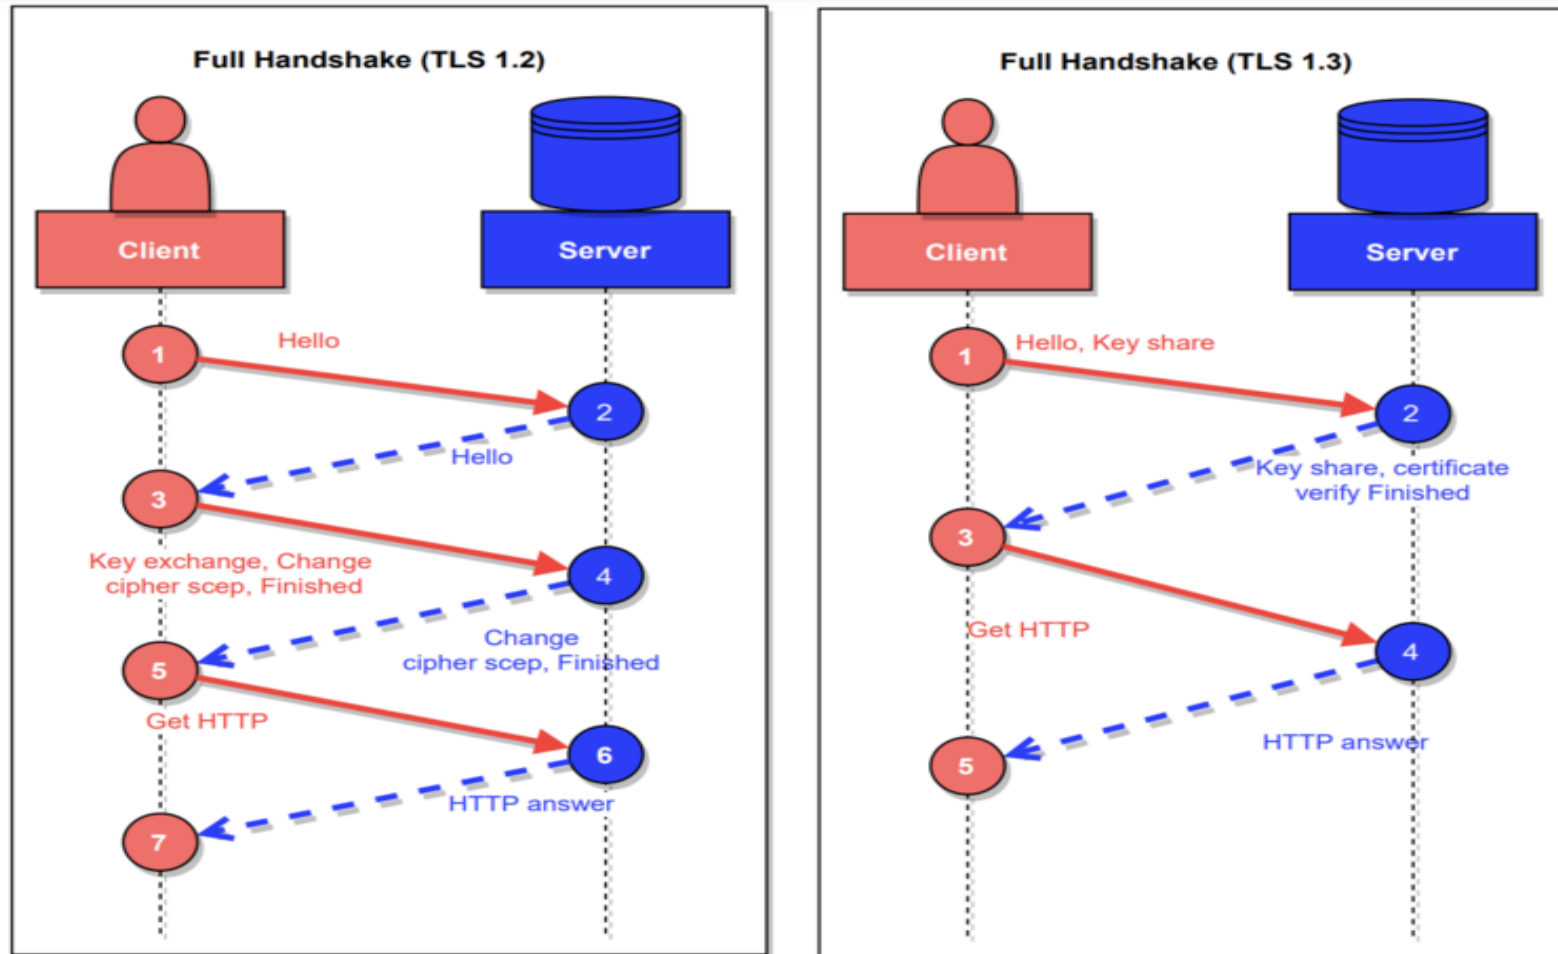 Full Handshake (TLS 1.2)
Client
Server
1
Hello
2
Hello
3
Key exchange, Change
cipher scep, Finished
4
Change
cipher scep, Finished
5
Get HTTP
6
HTTP answer
7
Full Handshake (TLS 1.3)
Client
Server
1
Hello, Key share
2
Key share, certificate
verify Finished
3
Get HTTP
4
HTTP answer
5